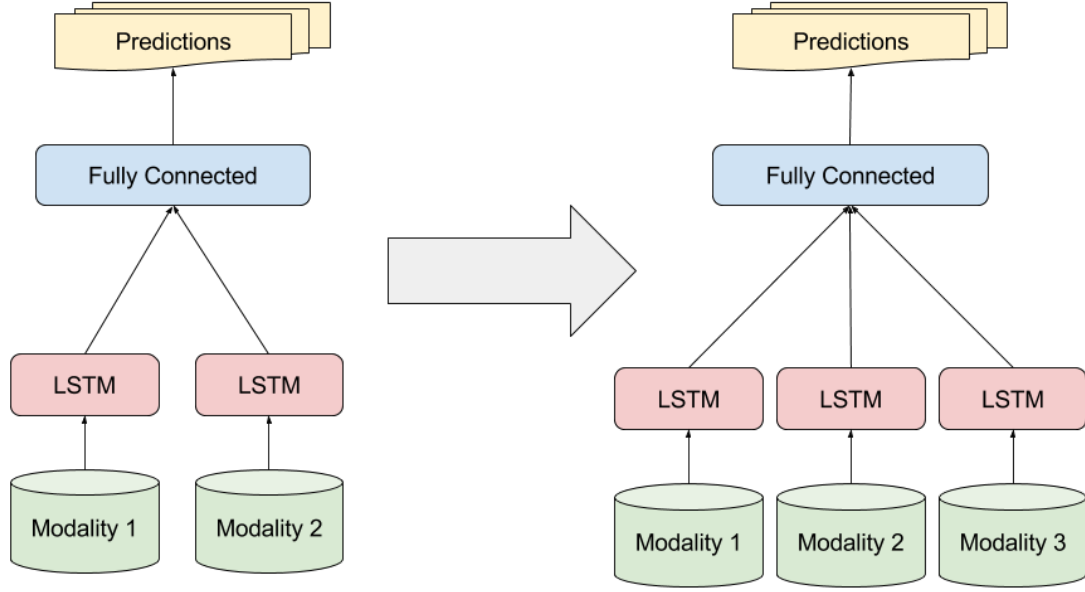 Predictions
Fully Connected
LSTM
LSTM
Modality 1
Modality 2
Predictions
Fully Connected
LSTM
LSTM
LSTM
Modality 1
Modality 2
Modality 3